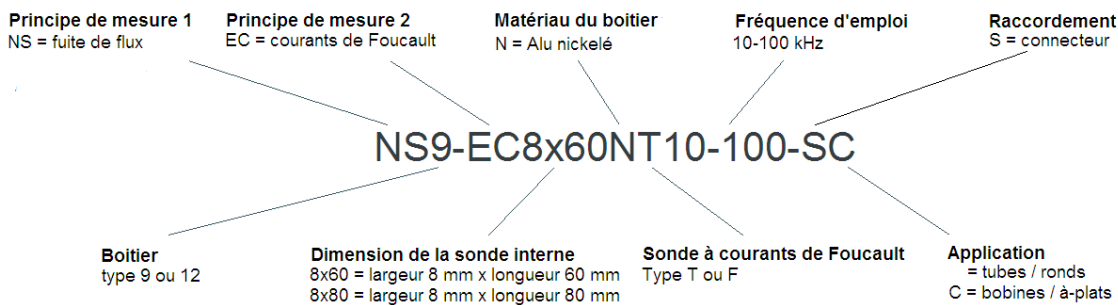 Principe de mesure 1
NS = fuite de flux
Principe de mesure 2
EC = courants de Foucault
Matériau du boitier
N = Alu nickelé
Fréquence d'emploi
10-100 kHz
Raccordement
S = connecteur
NS9-EC8x60NT10-100-SC
Boitier
type 9 ou 12
Dimension de la sonde interne
8x60 = largeur 8 mm x longueur 60 mm
8x80 = largeur 8 mm x longueur 80 mm
Sonde à courants de Foucault
Type T ou F
Application
= tubes / ronds
C = bobines / à-plats